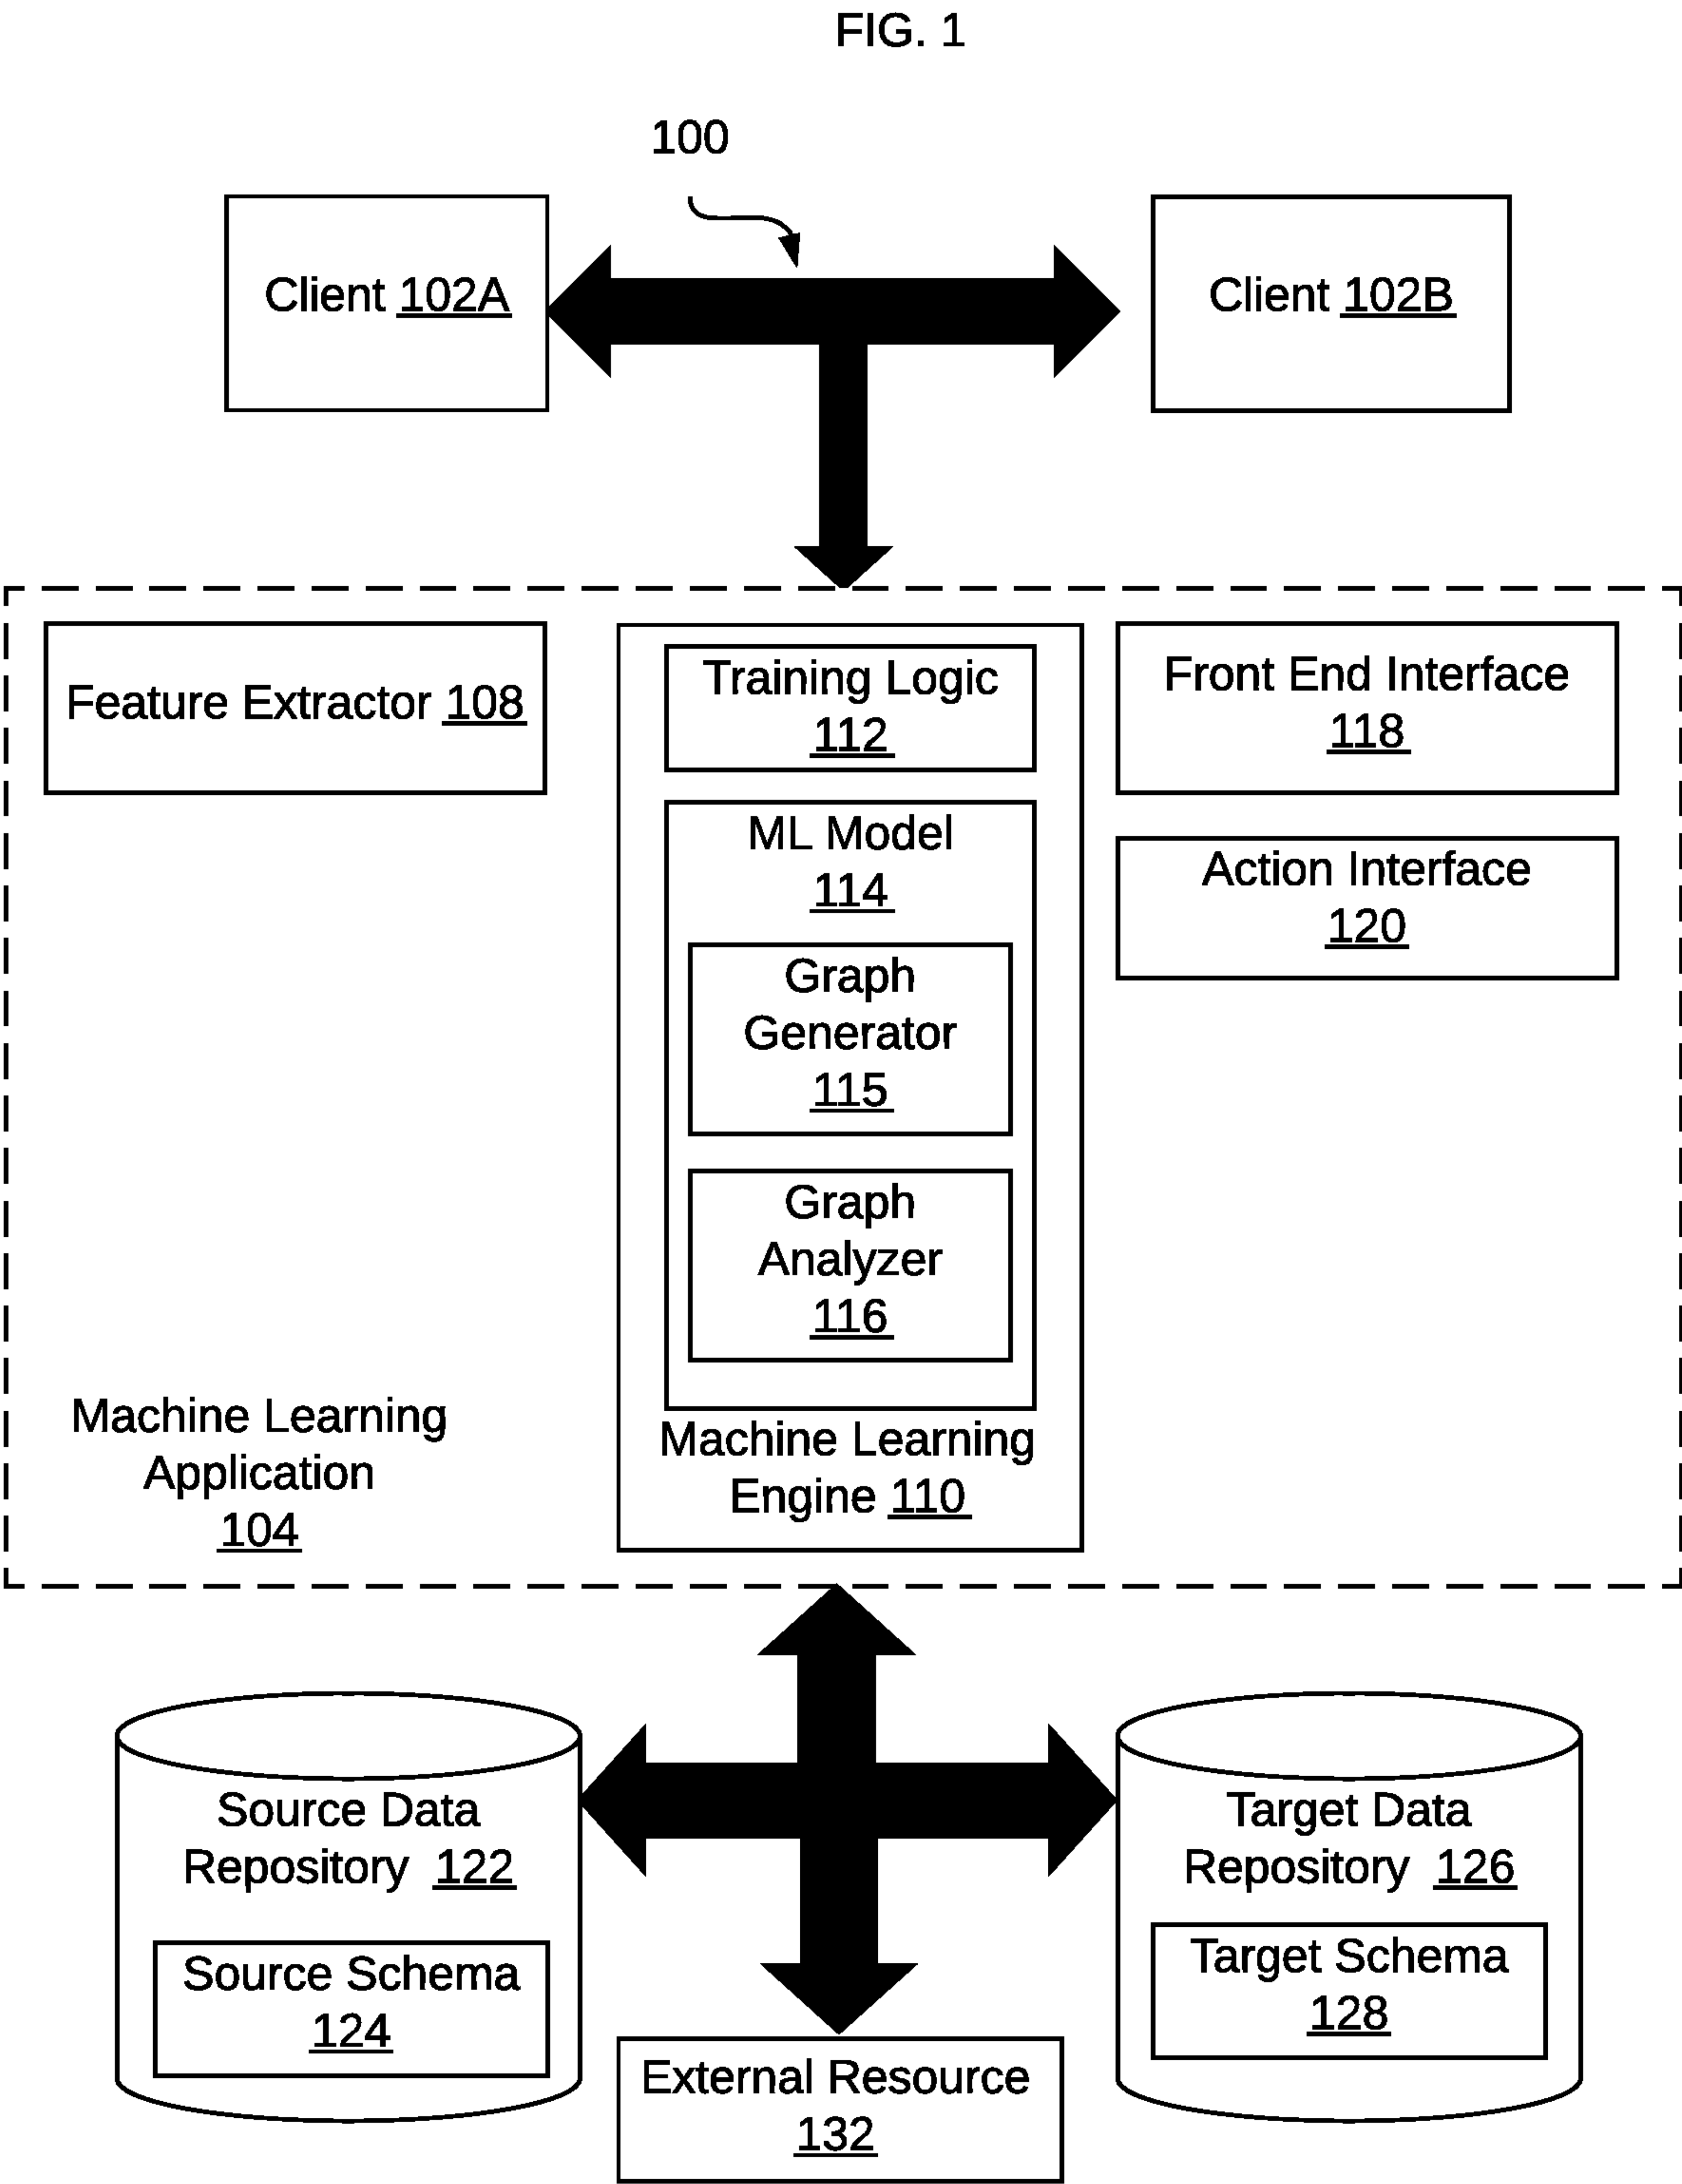 FIG. 1
100
Client 102A
Client 102B
Feature Extractor 108
Training Logic
112
ML Model
114
Graph
Generator
115
Graph
Analyzer
116
Machine Learning
Engine 110
Front End Interface
118
Action Interface
120
Machine Learning
Application
104
Source Data
Repository 122
Source Schema
124
Target Data
Repository 126
Target Schema
128
External Resource
132